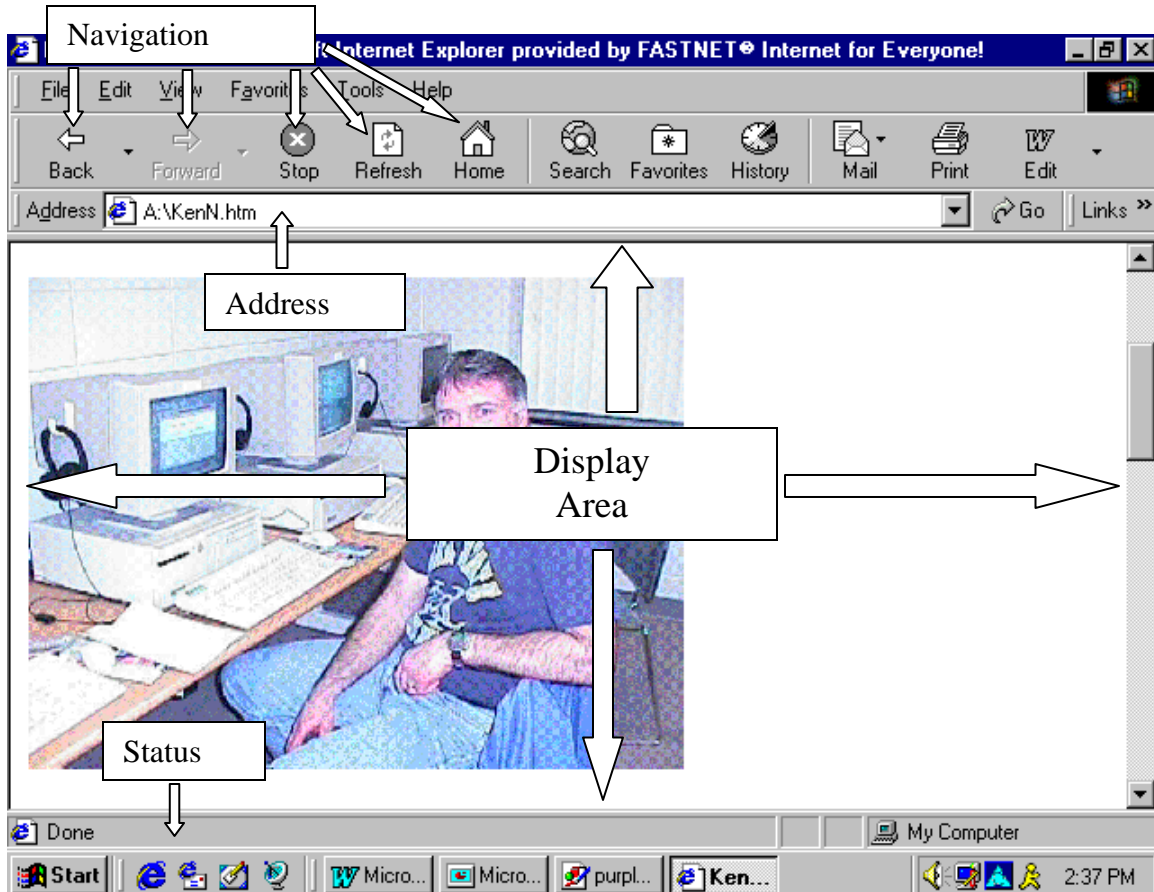 Navigation
ft Internet Explorer provided by FASTNET® Internet for Everyone!
File Edit View Favorites Tools Help
Back Forward Stop Refresh Home Search Favorites History Mail Print Edit
Address A:\KenN.htm Go Links »
Address
Display
Area
Status
Done My Computer
Start Micro... Micro... purpl... Ken... 2:37 PM